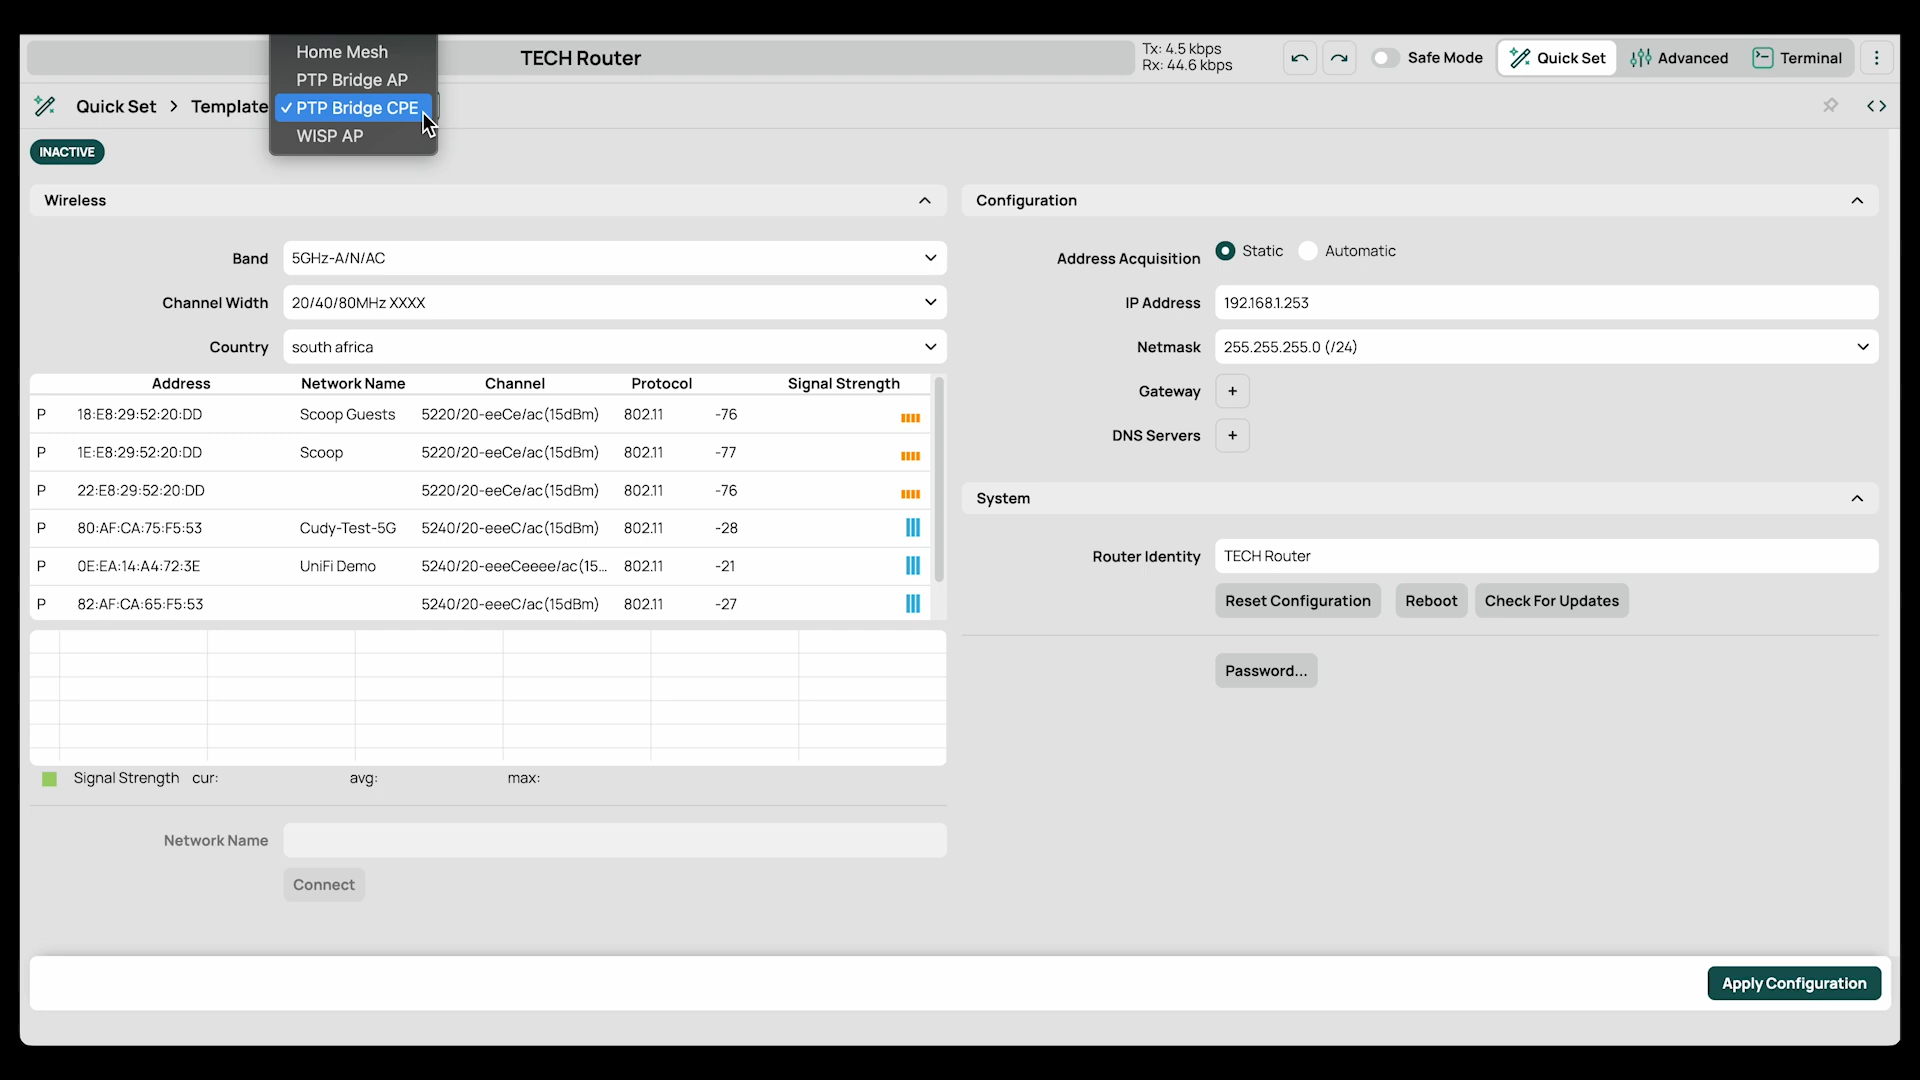 Home Mesh
PTP Bridge AP
✓ PTP Bridge CPE
WISP AP
TECH Router
Tx: 4.5 kbps
Rx: 44.6 kbps
Safe Mode
Quick Set
Advanced
Terminal
Quick Set > Template
INACTIVE
Wireless
Band 5GHz-A/N/AC
Channel Width 20/40/80MHz XXXX
Country south africa
Address Network Name Channel Protocol Signal Strength
P 18:E8:29:52:20:DD Scoop Guests 5220/20-eeCe/ac(15dBm) 802.11 -76
P 1E:E8:29:52:20:DD Scoop 5220/20-eeCe/ac(15dBm) 802.11 -77
P 22:E8:29:52:20:DD 5220/20-eeCe/ac(15dBm) 802.11 -76
P 80:AF:CA:75:F5:53 Cudy-Test-5G 5240/20-eeeC/ac(15dBm) 802.11 -28
P 0E:EA:14:A4:72:3E UniFi Demo 5240/20-eeeCeeee/ac(15... 802.11 -21
P 82:AF:CA:65:F5:53 5240/20-eeeC/ac(15dBm) 802.11 -27
Signal Strength cur: avg: max:
Network Name
Connect
Configuration
Address Acquisition Static Automatic
IP Address 192.168.1.253
Netmask 255.255.255.0 (/24)
Gateway +
DNS Servers +
System
Router Identity TECH Router
Reset Configuration Reboot Check For Updates
Password...
Apply Configuration